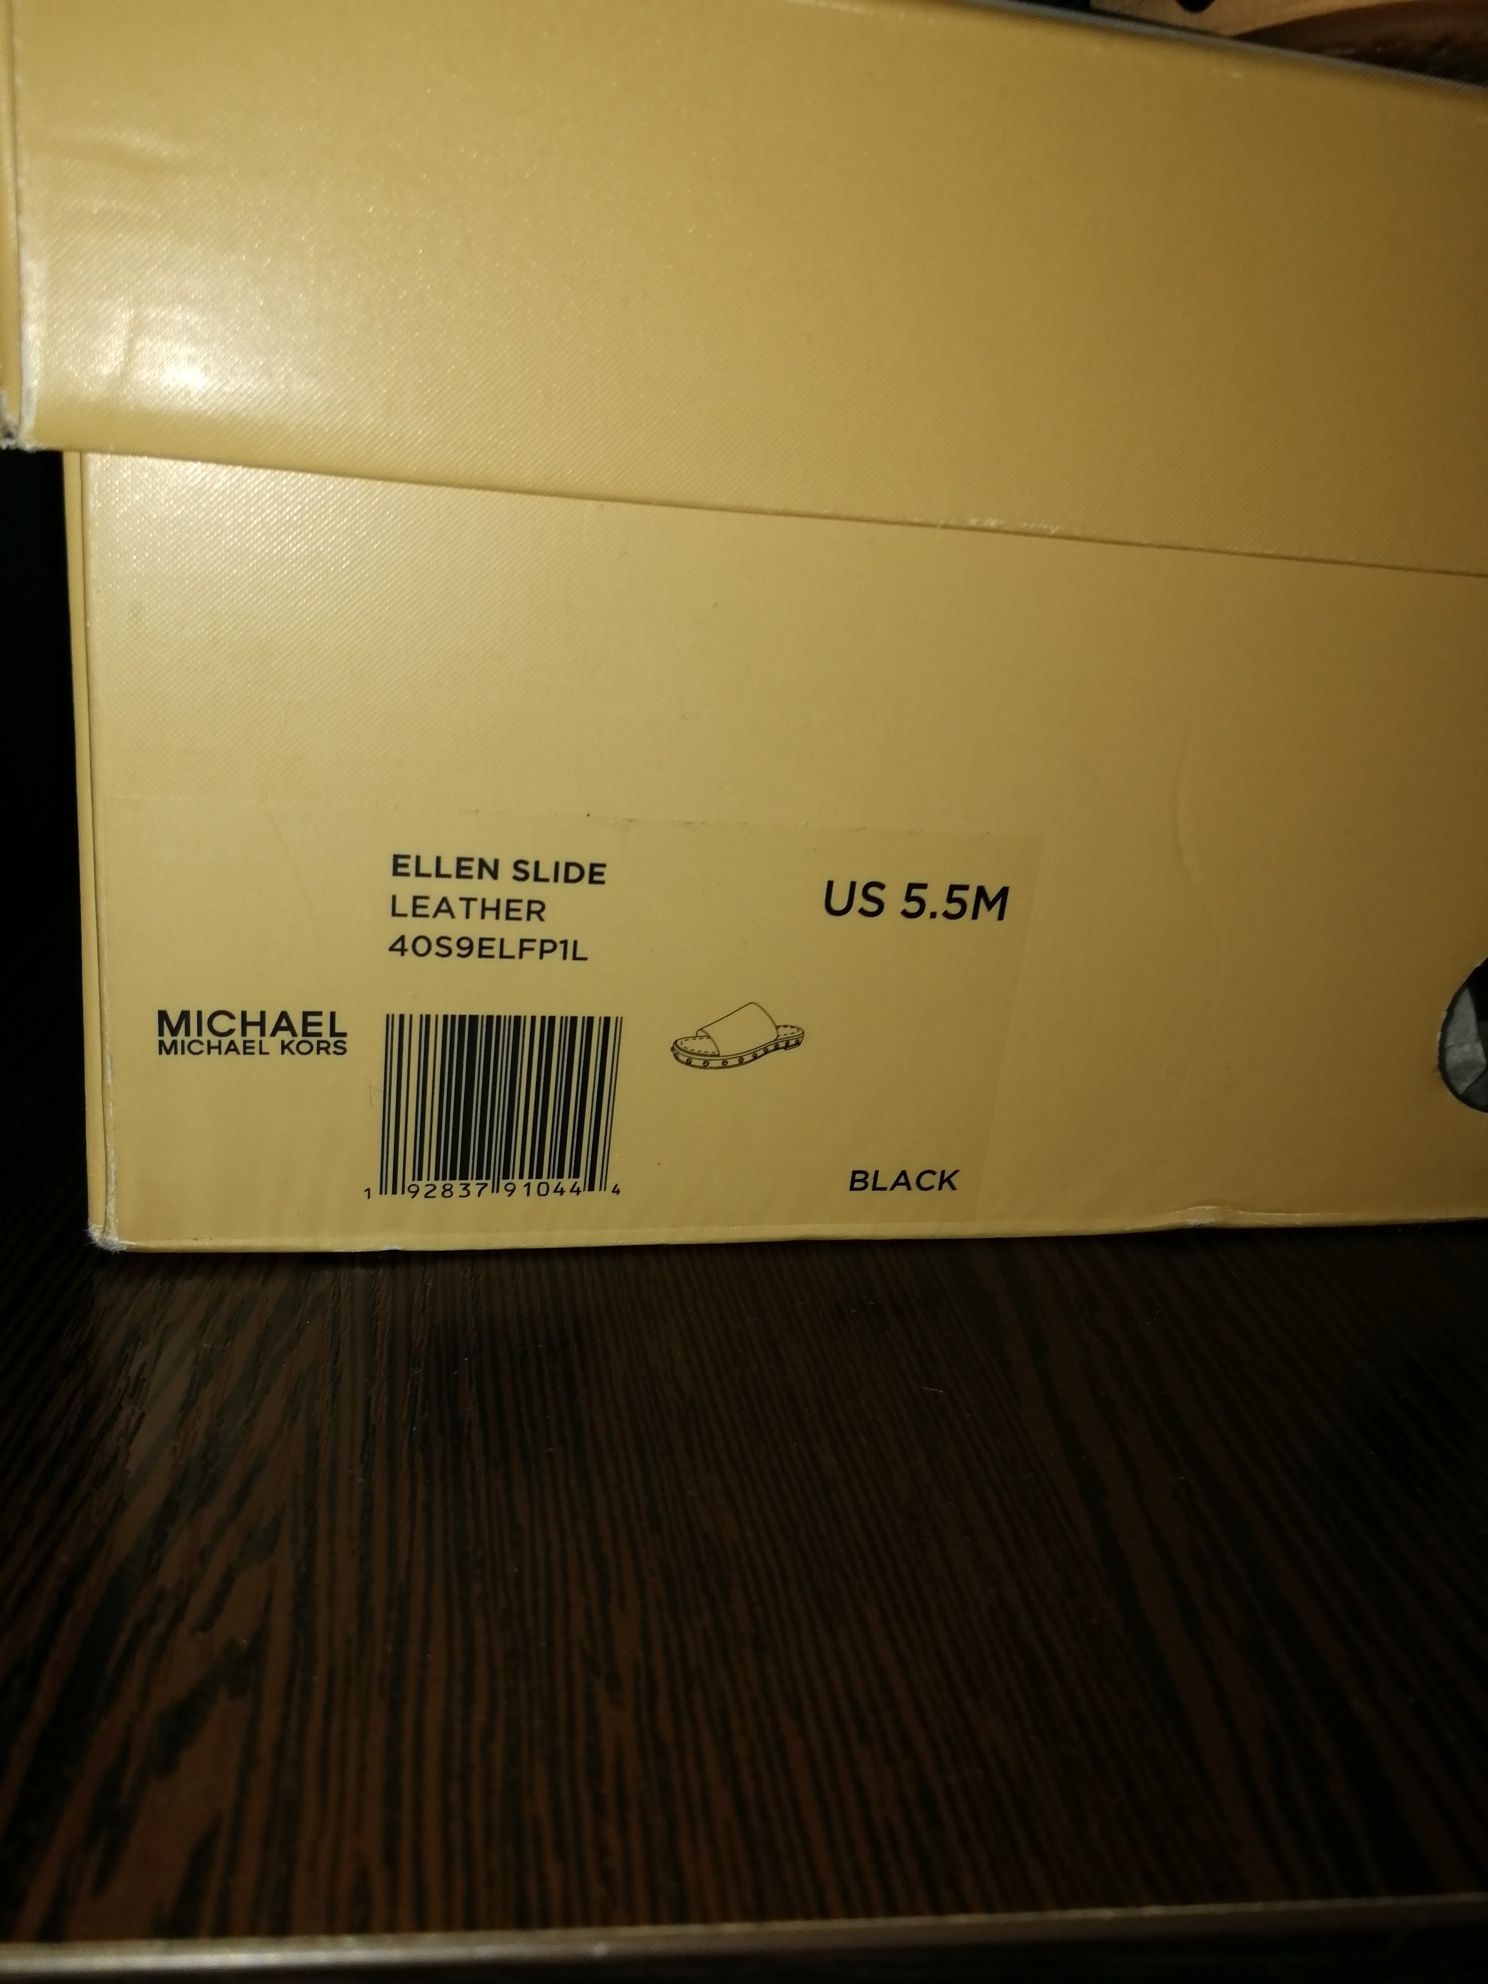 ELLEN SLIDE
LEATHER
40S9ELFP1L
US 5.5M
MICHAEL
MICHAEL KORS
1 92837 91044 4
BLACK